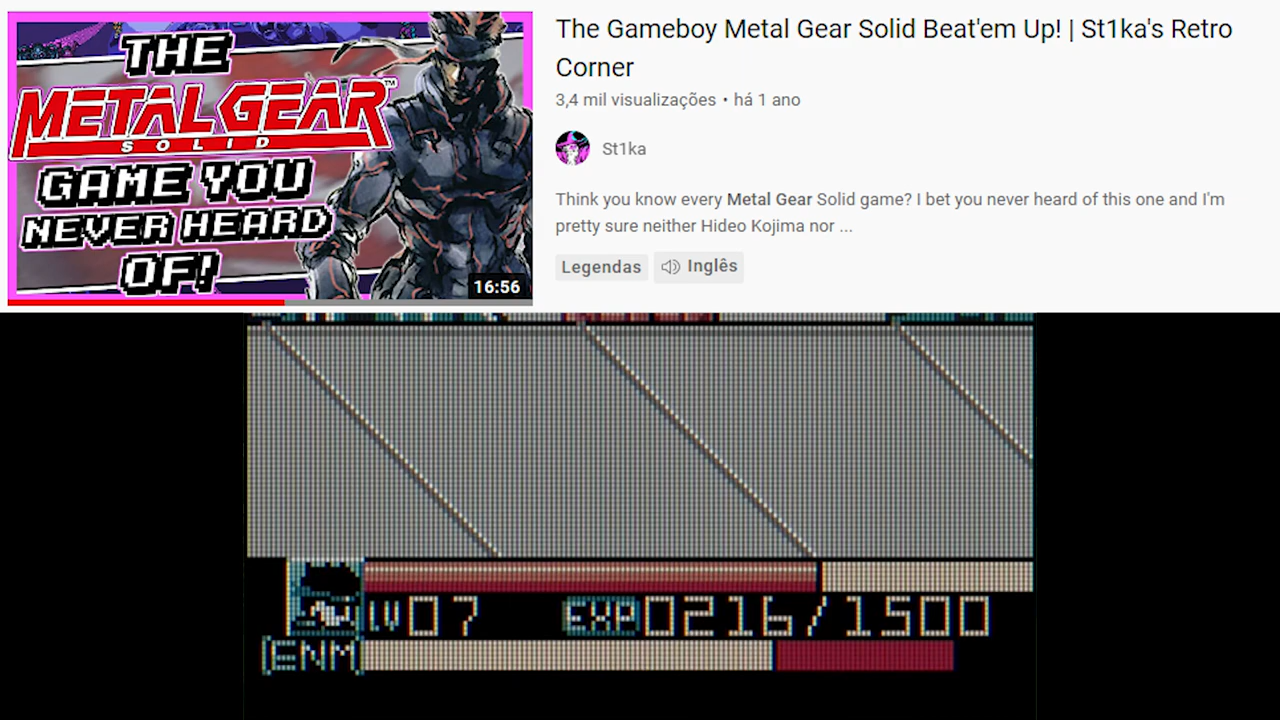 THE
METAL GEAR™
SOLID
GAME YOU
NEVER HEARD
OF!
16:56
The Gameboy Metal Gear Solid Beat'em Up! | St1ka's Retro
Corner
3,4 mil visualizações • há 1 ano
St1ka
Think you know every Metal Gear Solid game? I bet you never heard of this one and I'm
pretty sure neither Hideo Kojima nor ...
Legendas Inglês
LV07 EXP0216/1500
ENM